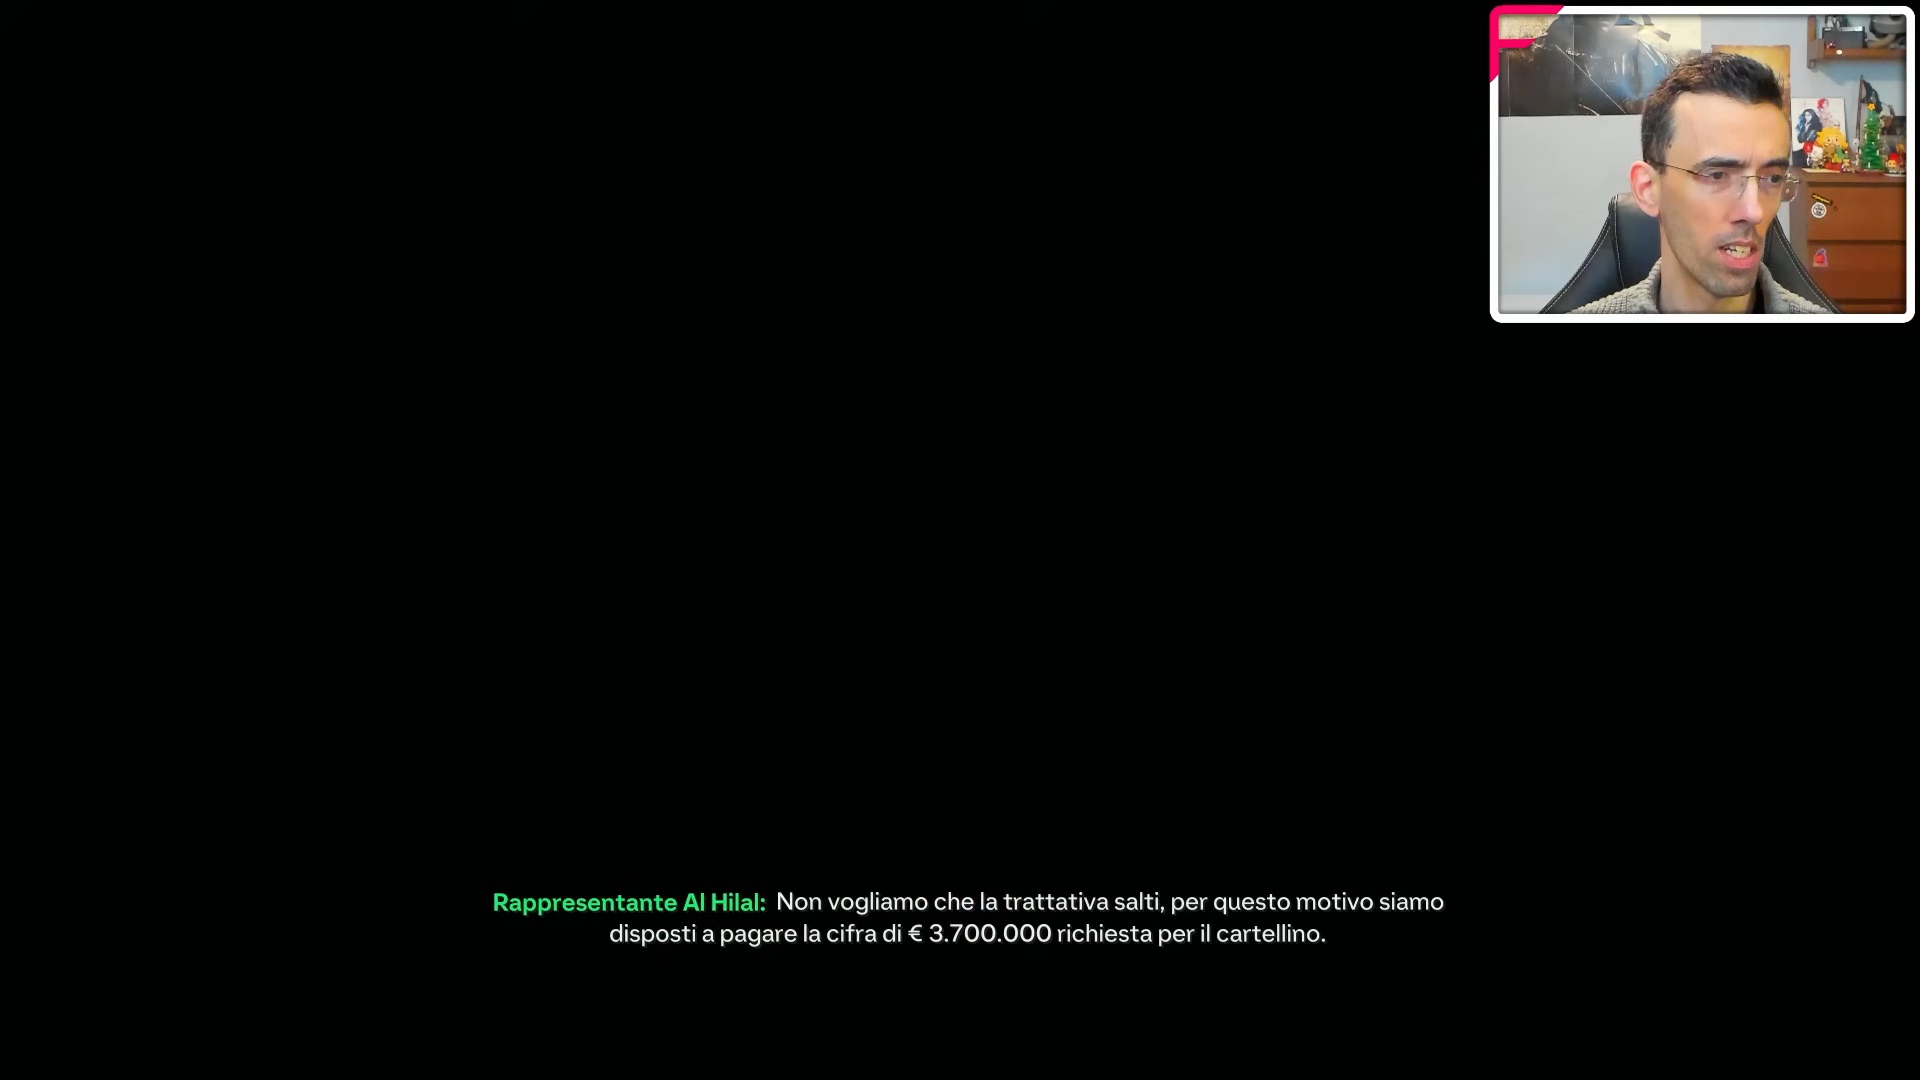 Rappresentante Al Hilal: Non vogliamo che la trattativa salti, per questo motivo siamo
disposti a pagare la cifra di € 3.700.000 richiesta per il cartellino.